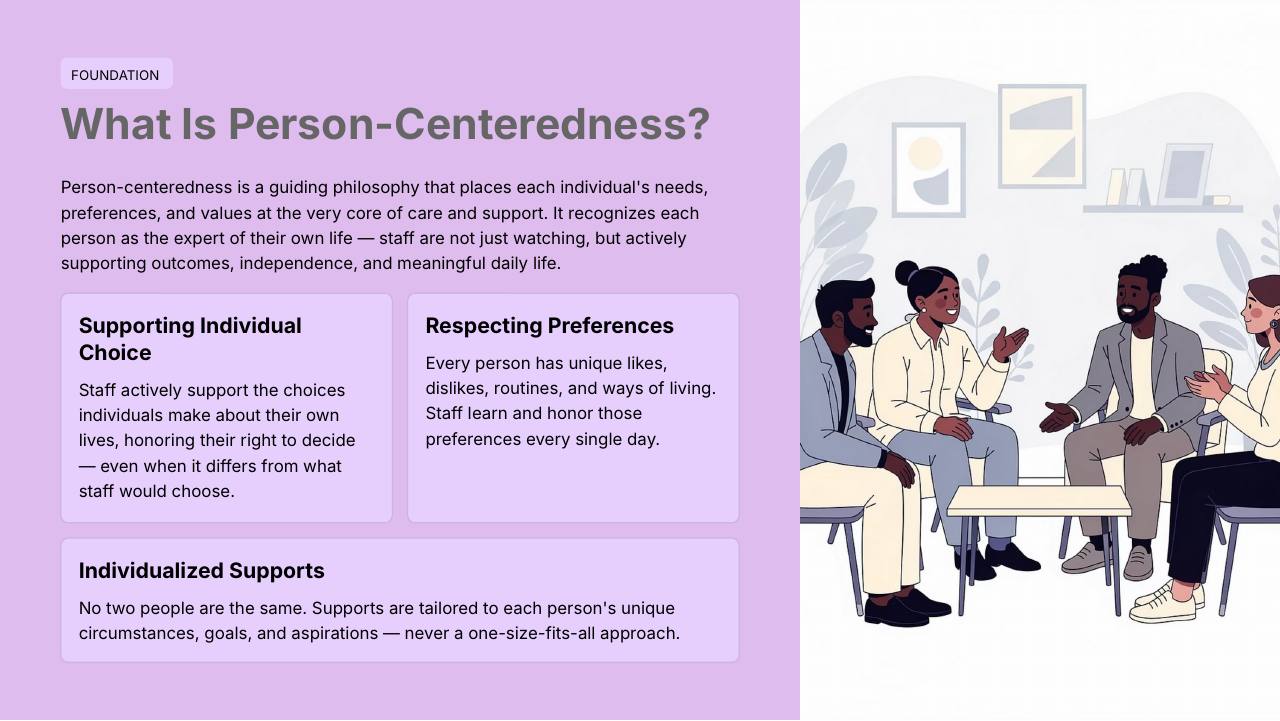 FOUNDATION
What Is Person-Centeredness?
Person-centeredness is a guiding philosophy that places each individual's needs,
preferences, and values at the very core of care and support. It recognizes each
person as the expert of their own life — staff are not just watching, but actively
supporting outcomes, independence, and meaningful daily life.
Supporting Individual
Choice
Staff actively support the choices
individuals make about their own
lives, honoring their right to decide
— even when it differs from what
staff would choose.
Respecting Preferences
Every person has unique likes,
dislikes, routines, and ways of living.
Staff learn and honor those
preferences every single day.
Individualized Supports
No two people are the same. Supports are tailored to each person's unique
circumstances, goals, and aspirations — never a one-size-fits-all approach.